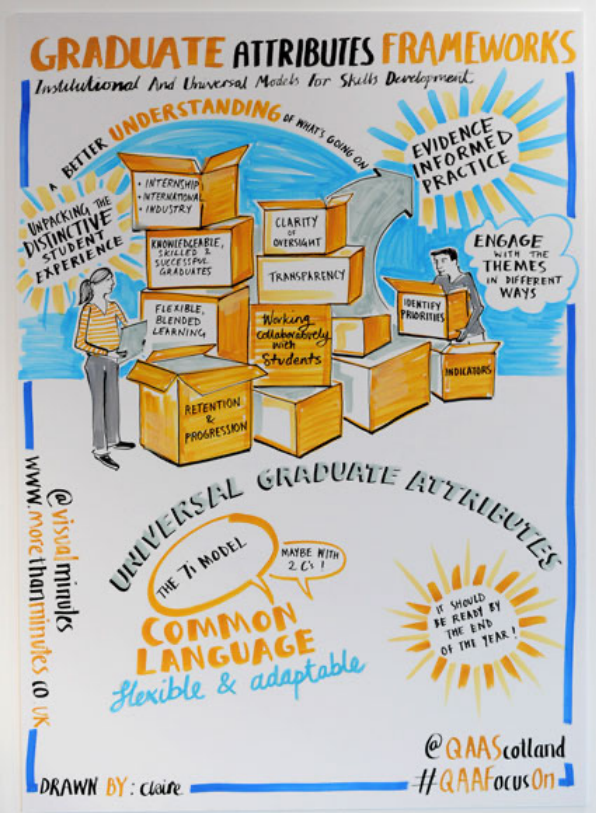 GRADUATE ATTRIBUTES FRAMEWORKS
Institutional And Universal Models for Skills Development
A BETTER UNDERSTANDING OF WHAT'S GOING ON
EVIDENCE
INFORMED
PRACTICE
UNPACKING THE
DISTINCTIVE
STUDENT
EXPERIENCE
• INTERNSHIP
• INTERNATIONAL
• INDUSTRY
KNOWLEDGEABLE,
SKILLED &
SUCCESSFUL
GRADUATES
FLEXIBLE,
BLENDED
LEARNING
RETENTION
&
PROGRESSION
CLARITY
OF
OVERSIGHT
TRANSPARENCY
Working
collaboratively
with
Students
ENGAGE
WITH THE
THEMES
IN DIFFERENT
WAYS
IDENTIFY
PRIORITIES
INDICATORS
UNIVERSAL GRADUATE ATTRIBUTES
THE 7i MODEL
MAYBE WITH
2 C's !
COMMON
LANGUAGE
flexible & adaptable
IT SHOULD
BE READY BY
THE END
OF THE YEAR!
@visualminutes
www.morethanminutes.co.uk
DRAWN BY: Claire
@QAAScotland
#QAAFocusOn